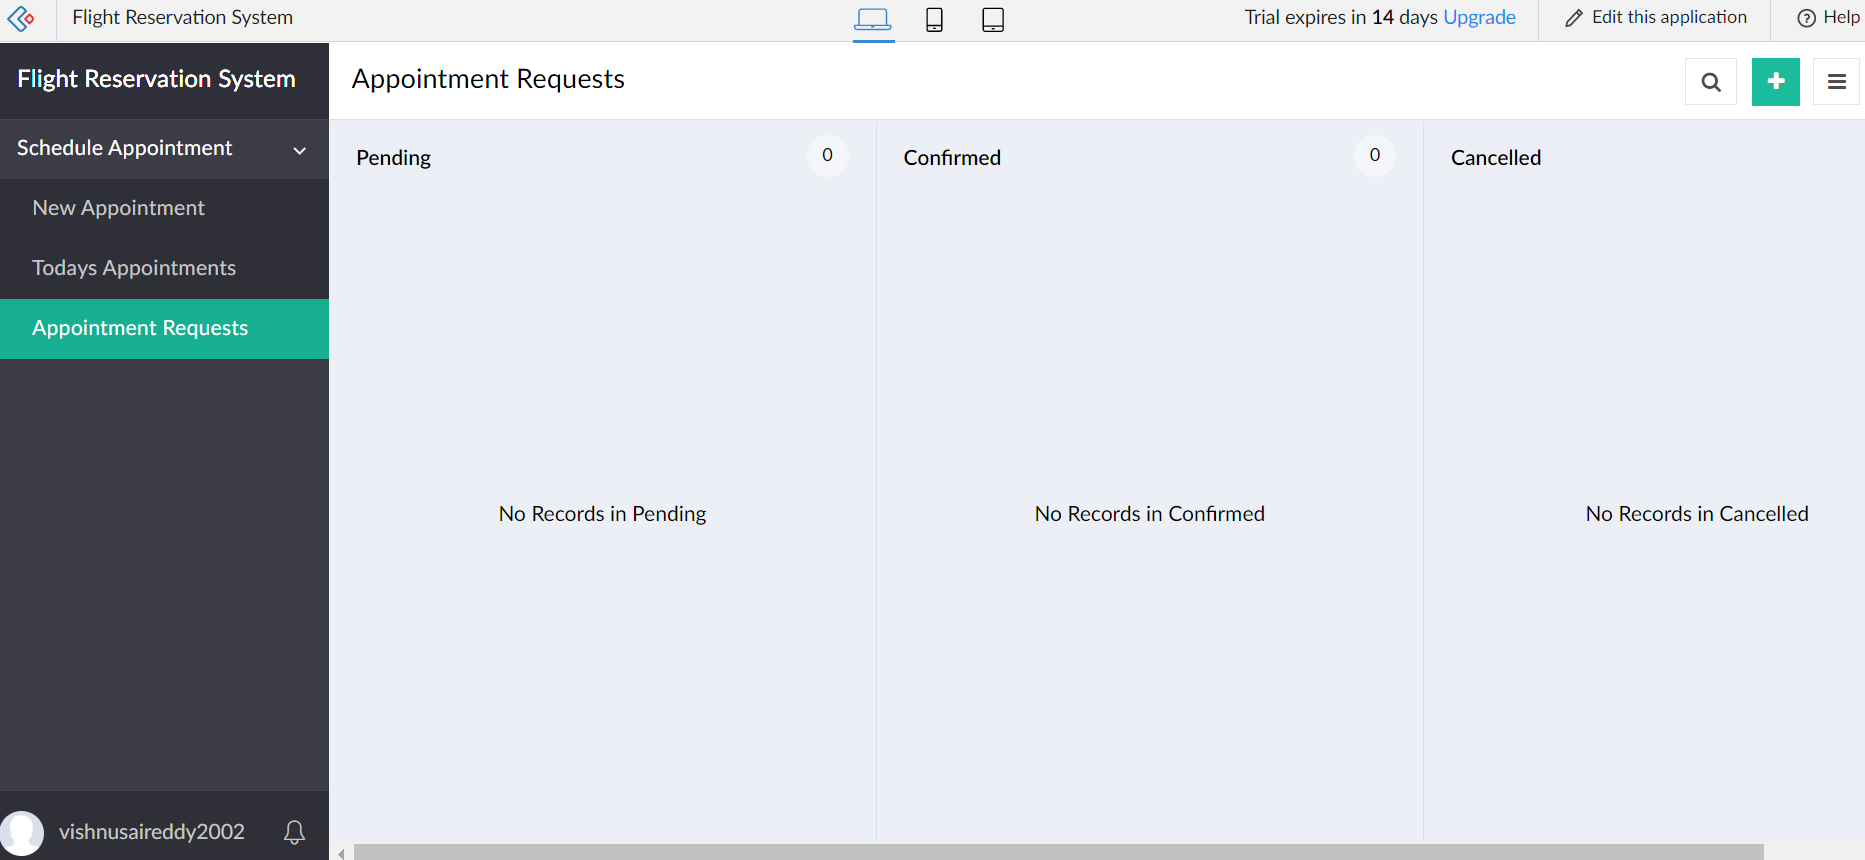 Flight Reservation System
Trial expires in 14 days Upgrade
Edit this application
Help
Flight Reservation System
Schedule Appointment
New Appointment
Todays Appointments
Appointment Requests
vishnusaireddy2002
Appointment Requests
Pending
0
No Records in Pending
Confirmed
0
No Records in Confirmed
Cancelled
No Records in Cancelled